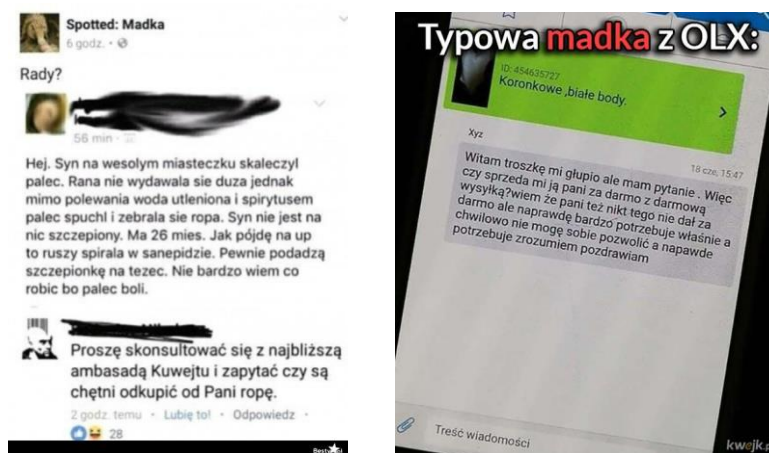 Spotted: Madka
6 godz.
Rady?
56 min
Hej. Syn na wesolym miasteczku skaleczyl
palec. Rana nie wydawala sie duza jednak
mimo polewania woda utleniona i spirytusem
palec spuchl i zebrala sie ropa. Syn nie jest na
nic szczepiony. Ma 26 mies. Jak pójdę na up
to ruszy spirala w sanepidzie. Pewnie podadzą
szczepionkę na tezec. Nie bardzo wiem co
robic bo palec boli.
Proszę skonsultować się z najbliższą
ambasadą Kuwejtu i zapytać czy są
chętni odkupić od Pani ropę.
2 godz. temu · Lubię to! · Odpowiedz ·
28
Typowa madka z OLX:
ID: 454635727
Koronkowe ,białe body.
Xyz
18 cze, 15:47
Witam troszkę mi głupio ale mam pytanie . Więc
czy sprzeda mi ją pani za darmo z darmową
wysyłką?wiem że pani też nikt tego nie dał za
darmo ale naprawdę bardzo potrzebuje właśnie a
chwilowo nie mogę sobie pozwolić a napawde
potrzebuje zrozumiem pozdrawiam
Treść wiadomości